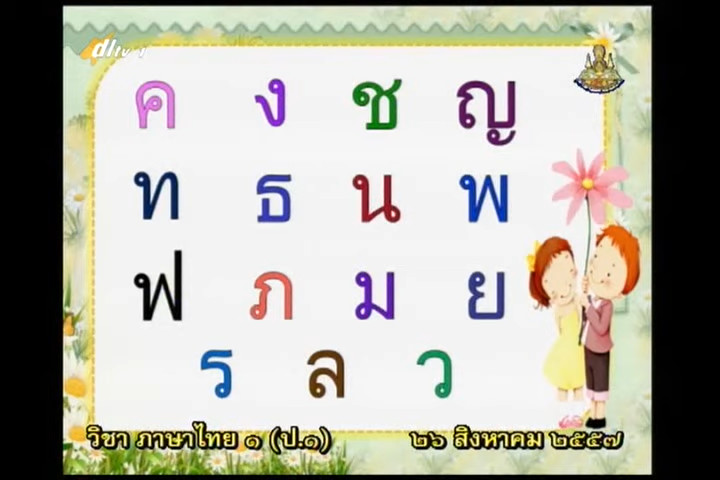 dltv 1
ค ง ช ญ
ท ธ น พ
ฟ ภ ม ย
ร ล ว
วิชา ภาษาไทย ๑ (ป.๑) ๒๖ สิงหาคม ๒๕๕๗